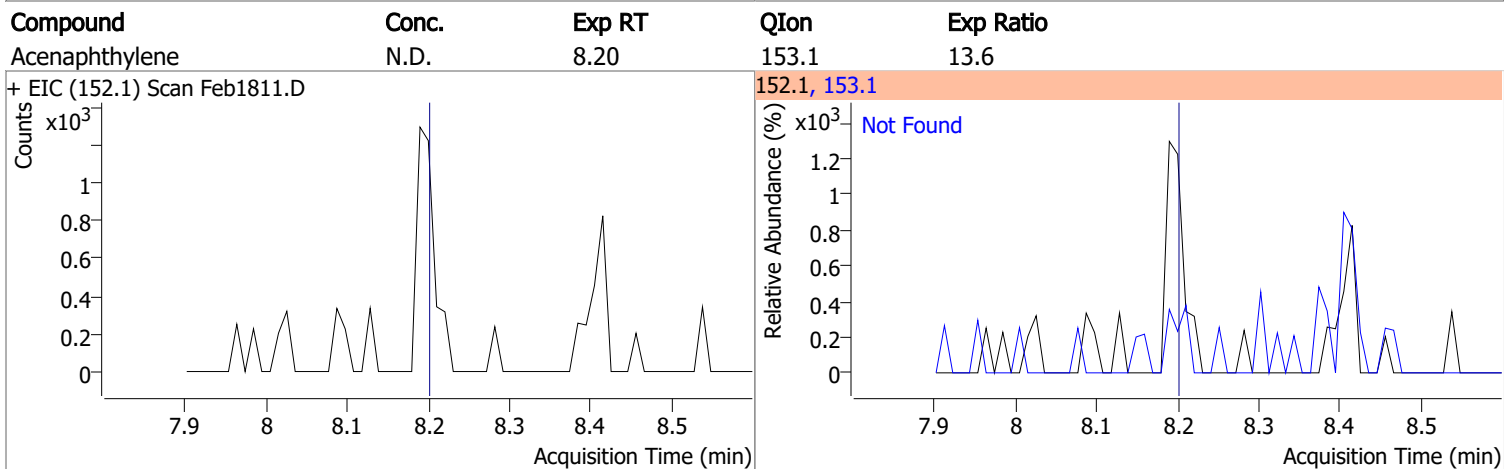 Compound Conc. Exp RT QIon Exp Ratio
Acenaphthylene N.D. 8.20 153.1 13.6
+ EIC (152.1) Scan Feb1811.D
Counts
x10³
1
0.8
0.6
0.4
0.2
0
7.9 8 8.1 8.2 8.3 8.4 8.5
Acquisition Time (min)
152.1, 153.1
Relative Abundance (%)
x10³
Not Found
1.2
1
0.8
0.6
0.4
0.2
0
7.9 8 8.1 8.2 8.3 8.4 8.5
Acquisition Time (min)